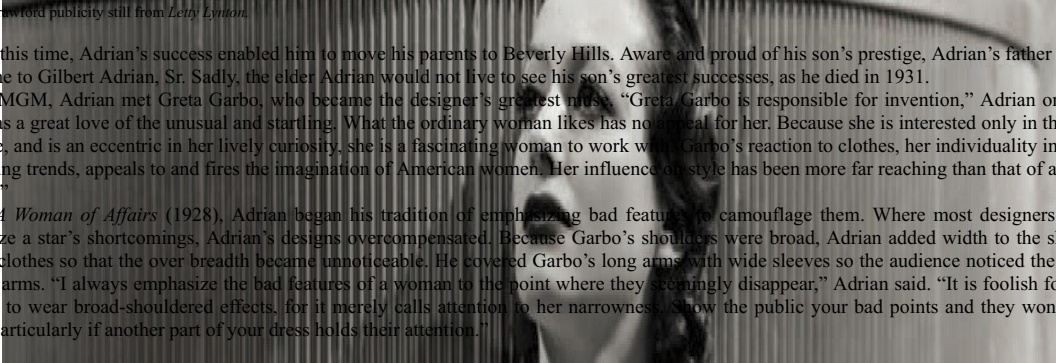 awford publicity still from Letty Lynton.
this time, Adrian’s success enabled him to move his parents to Beverly Hills. Aware and proud of his son’s prestige, Adrian’s father
e to Gilbert Adrian, Sr. Sadly, the elder Adrian would not live to see his son’s greatest successes, as he died in 1931.
MGM, Adrian met Greta Garbo, who became the designer’s greatest muse. “Greta Garbo is responsible for invention,” Adrian on
s a great love of the unusual and startling. What the ordinary woman likes has no appeal for her. Because she is interested only in th
e, and is an eccentric in her lively curiosity, she is a fascinating woman to work with. Garbo’s reaction to clothes, her individuality in
ng trends, appeals to and fires the imagination of American women. Her influence on style has been more far reaching than that of a
”
A Woman of Affairs (1928), Adrian began his tradition of emphasizing bad features to camouflage them. Where most designers
ze a star’s shortcomings, Adrian’s designs overcompensated. Because Garbo’s shoulders were broad, Adrian added width to the s
clothes so that the over breadth became unnoticeable. He covered Garbo’s long arms with wide sleeves so the audience noticed the
arms. “I always emphasize the bad features of a woman to the point where they seemingly disappear,” Adrian said. “It is foolish fo
to wear broad-shouldered effects, for it merely calls attention to her narrowness. Show the public your bad points and they won
articularly if another part of your dress holds their attention.”